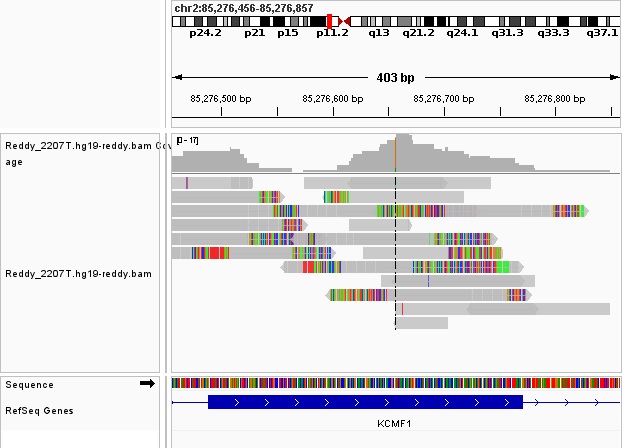 chr2:85,276,456-85,276,857
p24.2 p21 p15 p11.2 q13 q21.2 q24.1 q31.3 q33.3 q37.1
403 bp
85,276,500 bp 85,276,600 bp 85,276,700 bp 85,276,800 bp
Reddy_2207T.hg19-reddy.bam Cov
age
[0 - 17]
Reddy_2207T.hg19-reddy.bam
Sequence
RefSeq Genes
KCMF1